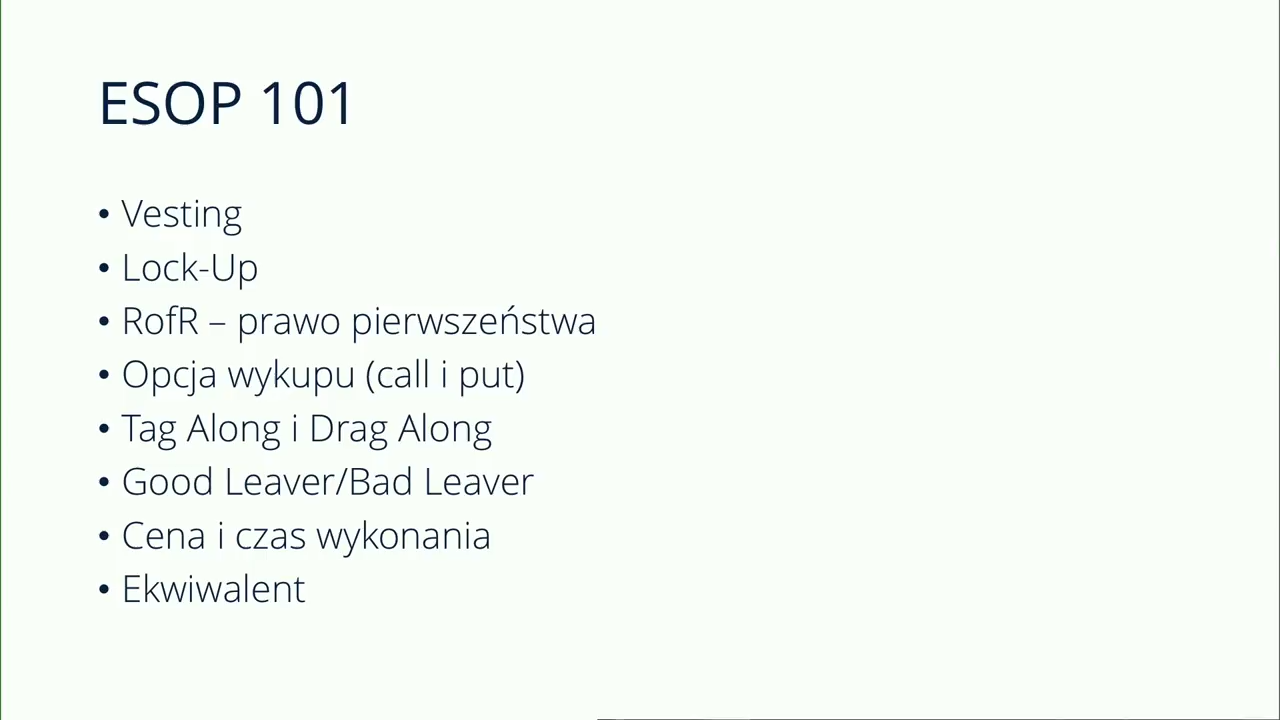 ESOP 101
• Vesting
• Lock-Up
• RofR – prawo pierwszeństwa
• Opcja wykupu (call i put)
• Tag Along i Drag Along
• Good Leaver/Bad Leaver
• Cena i czas wykonania
• Ekwiwalent